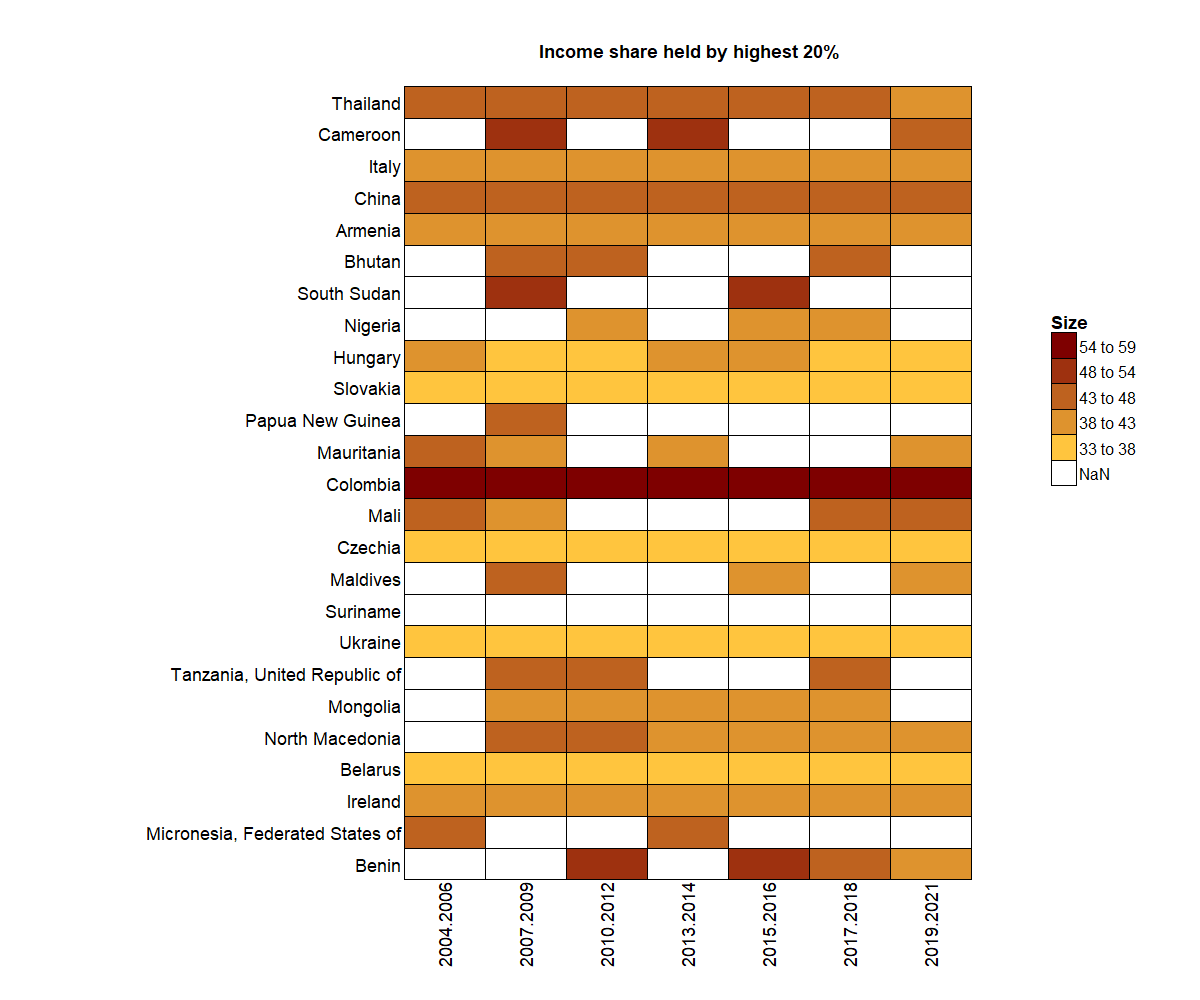 Income share held by highest 20%
Thailand
Cameroon
Italy
China
Armenia
Bhutan
South Sudan
Nigeria
Hungary
Slovakia
Papua New Guinea
Mauritania
Colombia
Mali
Czechia
Maldives
Suriname
Ukraine
Tanzania, United Republic of
Mongolia
North Macedonia
Belarus
Ireland
Micronesia, Federated States of
Benin
2004.2006
2007.2009
2010.2012
2013.2014
2015.2016
2017.2018
2019.2021
Size
54 to 59
48 to 54
43 to 48
38 to 43
33 to 38
NaN